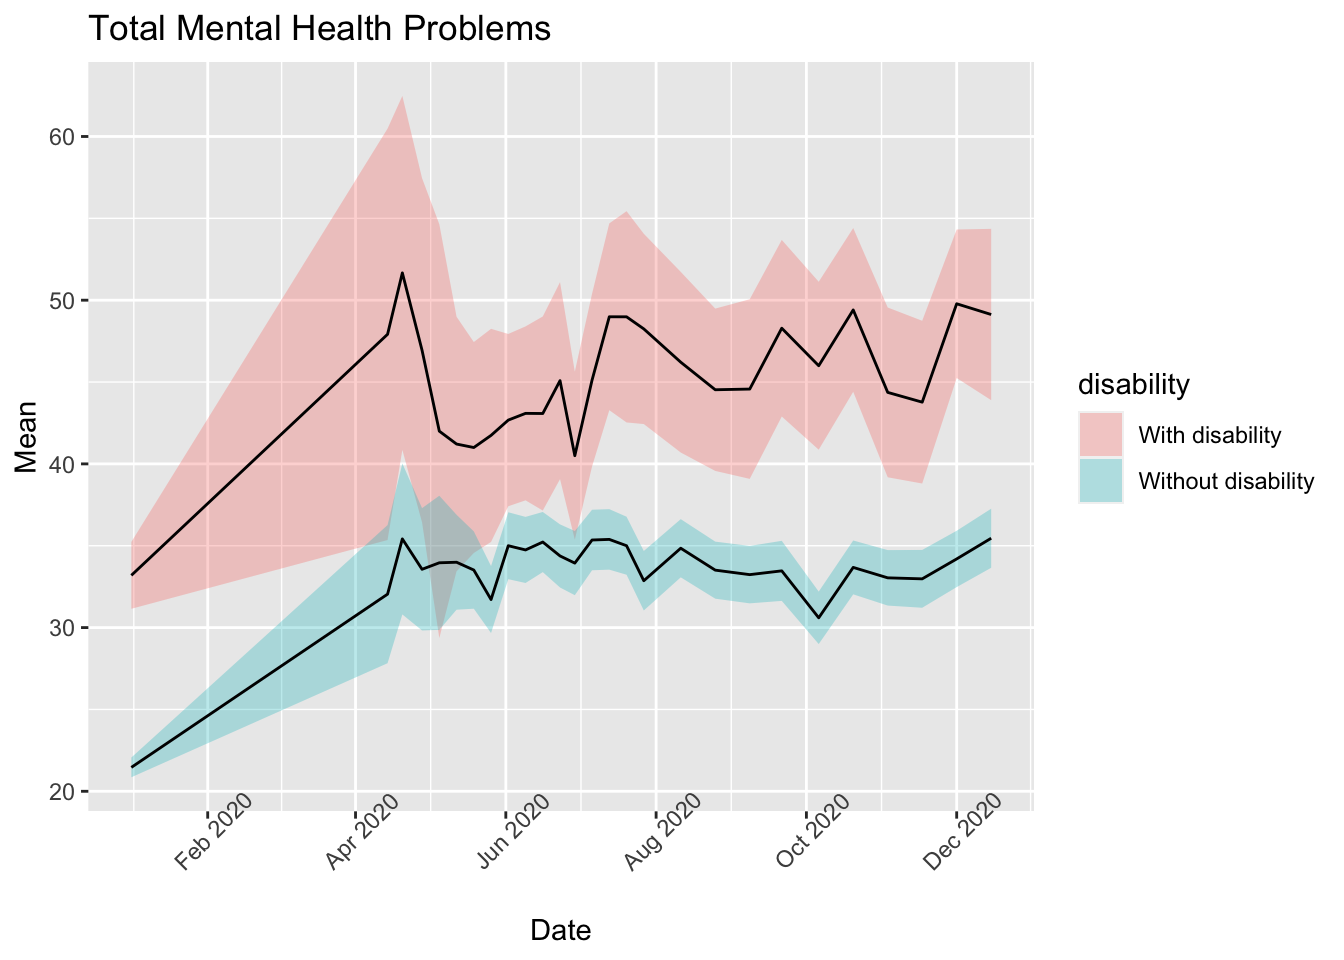 Total Mental Health Problems
Mean
60
50
40
30
20
Feb 2020
Apr 2020
Jun 2020
Aug 2020
Oct 2020
Dec 2020
Date
disability
With disability
Without disability